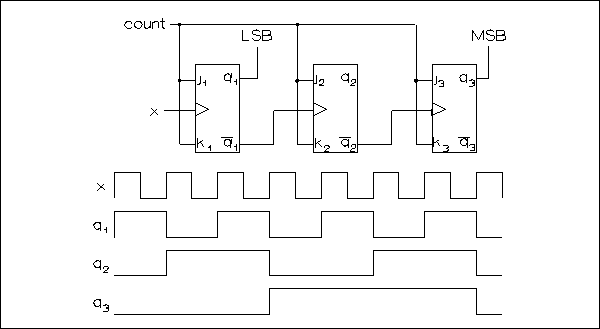 count
LSB
MSB
J1 q1 J2 q2 J3 q3
x
k1 q̅1 k2 q̅2 k3 q̅3
x
q1
q2
q3